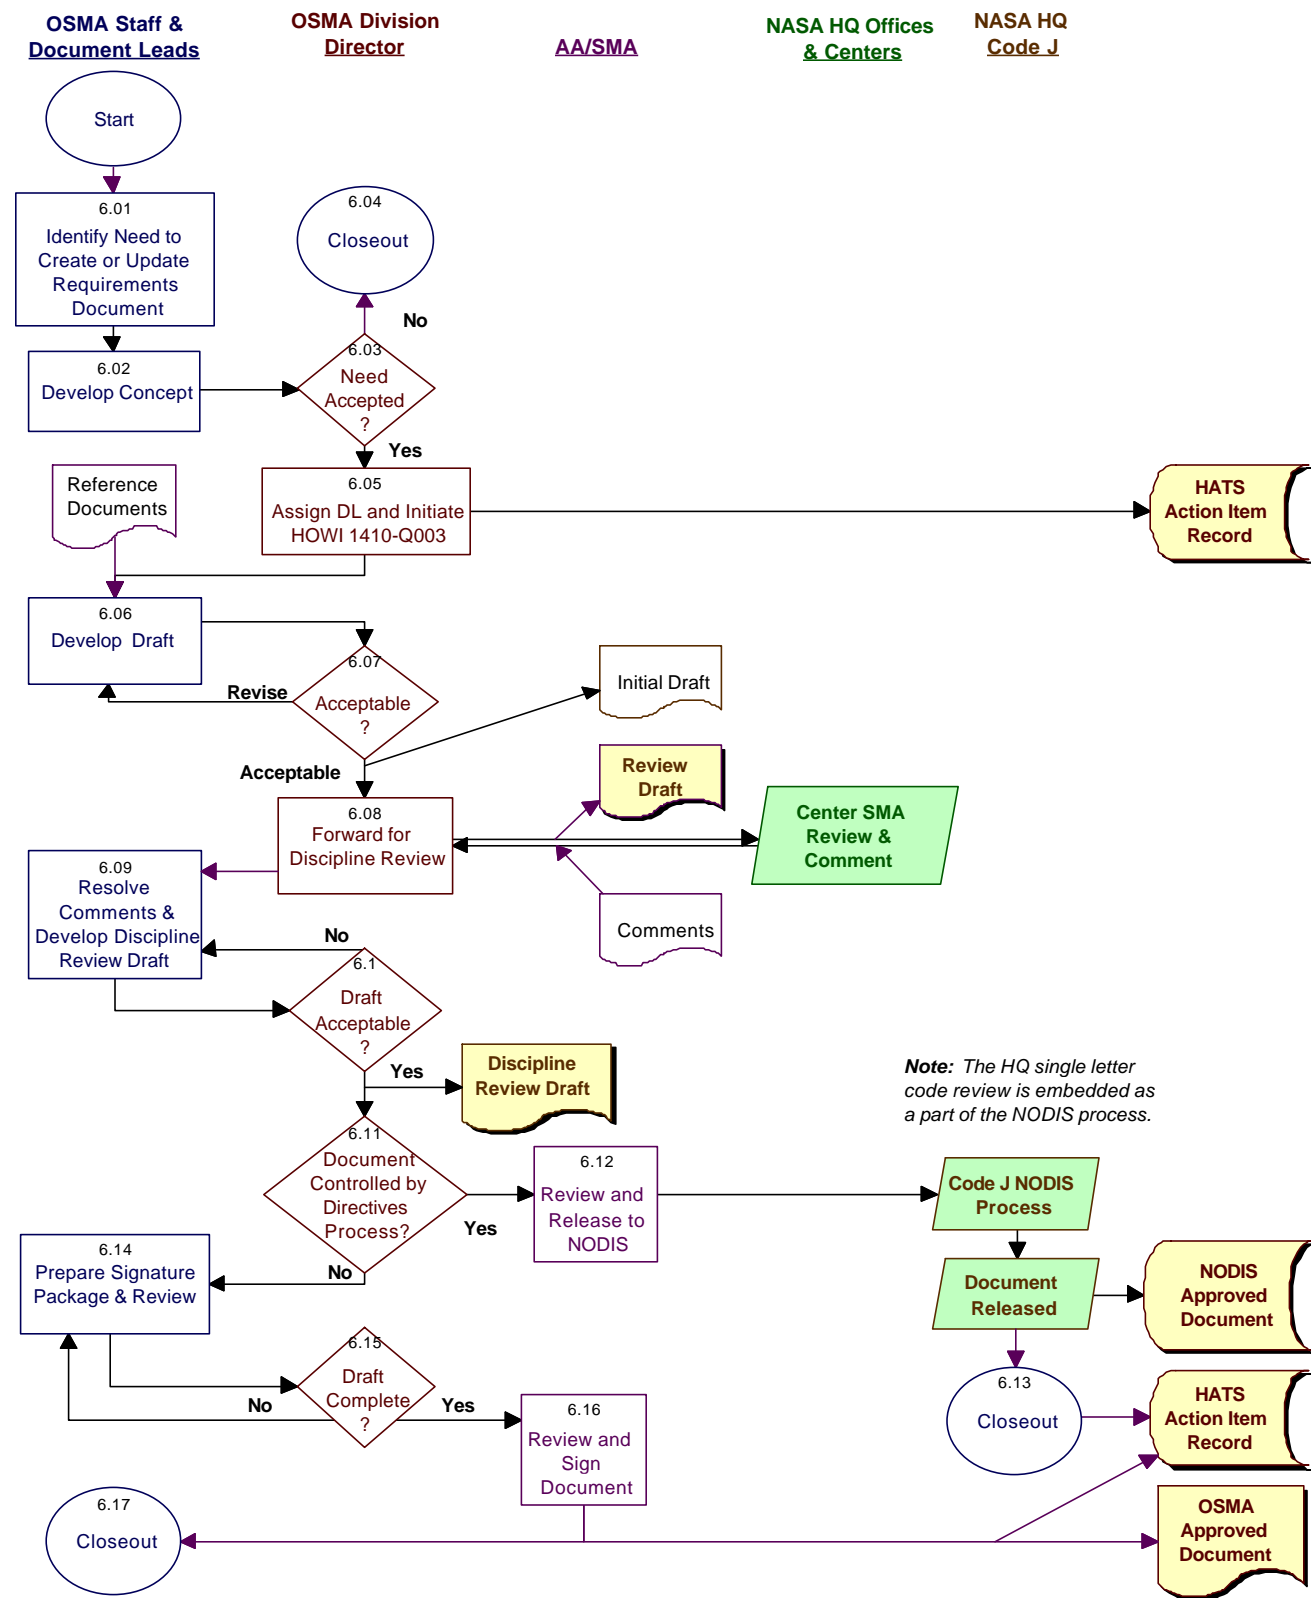 OSMA Staff &
Document Leads
OSMA Division
Director
AA/SMA
NASA HQ Offices
& Centers
NASA HQ
Code J
Start
6.01
Identify Need to
Create or Update
Requirements
Document
6.04
Closeout
No
6.02
Develop Concept
6.03
Need
Accepted
?
Yes
Reference
Documents
6.05
Assign DL and Initiate
HOWI 1410-Q003
HATS
Action Item
Record
6.06
Develop Draft
6.07
Acceptable
?
Revise
Initial Draft
Acceptable
Review
Draft
6.08
Forward for
Discipline Review
Center SMA
Review &
Comment
6.09
Resolve
Comments &
Develop Discipline
Review Draft
Comments
No
6.1
Draft
Acceptable
?
Yes
Discipline
Review Draft
Note: The HQ single letter
code review is embedded as
a part of the NODIS process.
6.11
Document
Controlled by
Directives
Process?
Yes
6.12
Review and
Release to
NODIS
Code J NODIS
Process
No
6.14
Prepare Signature
Package & Review
Document
Released
NODIS
Approved
Document
6.15
Draft
Complete
?
No
Yes
6.16
Review and
Sign
Document
6.13
Closeout
HATS
Action Item
Record
6.17
Closeout
OSMA
Approved
Document